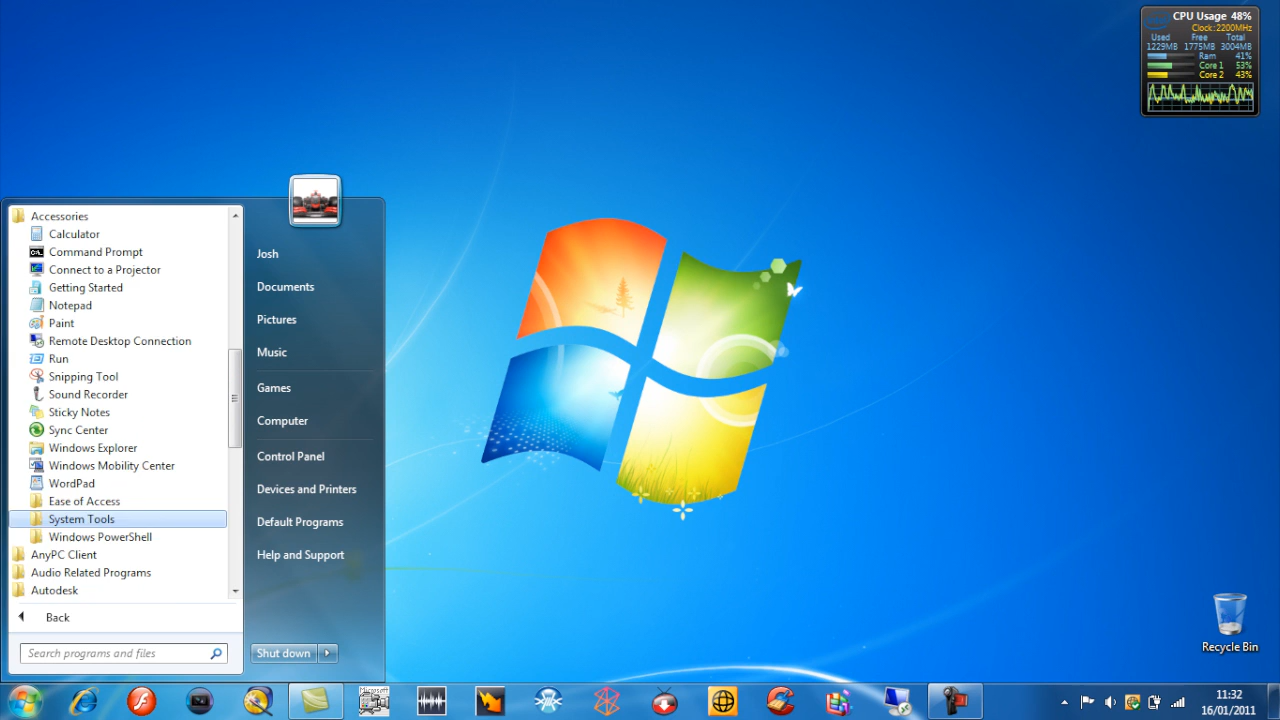 CPU Usage 48%
Clock: 2200MHz
Used Free Total
1229MB 1775MB 3004MB
Ram 41%
Core 1 53%
Core 2 43%
Accessories
Calculator
Command Prompt
Connect to a Projector
Getting Started
Notepad
Paint
Remote Desktop Connection
Run
Snipping Tool
Sound Recorder
Sticky Notes
Sync Center
Windows Explorer
Windows Mobility Center
WordPad
Ease of Access
System Tools
Windows PowerShell
AnyPC Client
Audio Related Programs
Autodesk
Back
Search programs and files
Josh
Documents
Pictures
Music
Games
Computer
Control Panel
Devices and Printers
Default Programs
Help and Support
Shut down
Recycle Bin
Microsoft
11:32
16/01/2011